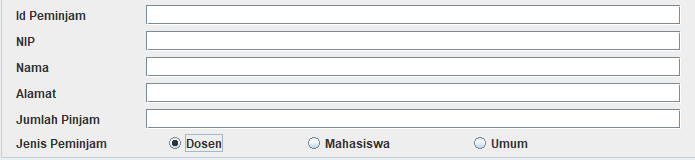 Id Peminjam
NIP
Nama
Alamat
Jumlah Pinjam
Jenis Peminjam Dosen Mahasiswa Umum